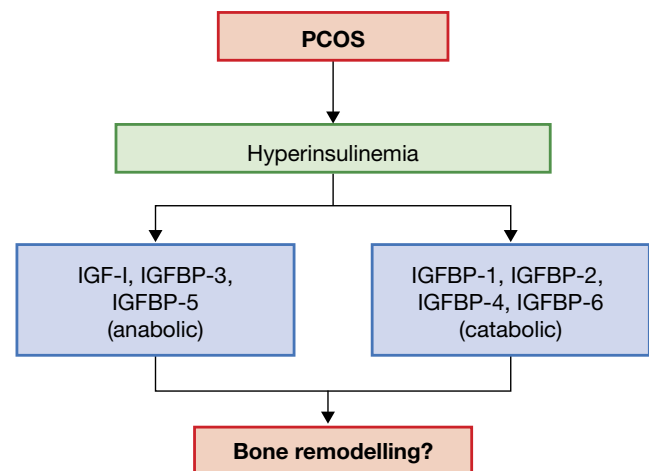 PCOS
Hyperinsulinemia
IGF-I, IGFBP-3,
IGFBP-5
(anabolic)
IGFBP-1, IGFBP-2,
IGFBP-4, IGFBP-6
(catabolic)
Bone remodelling?